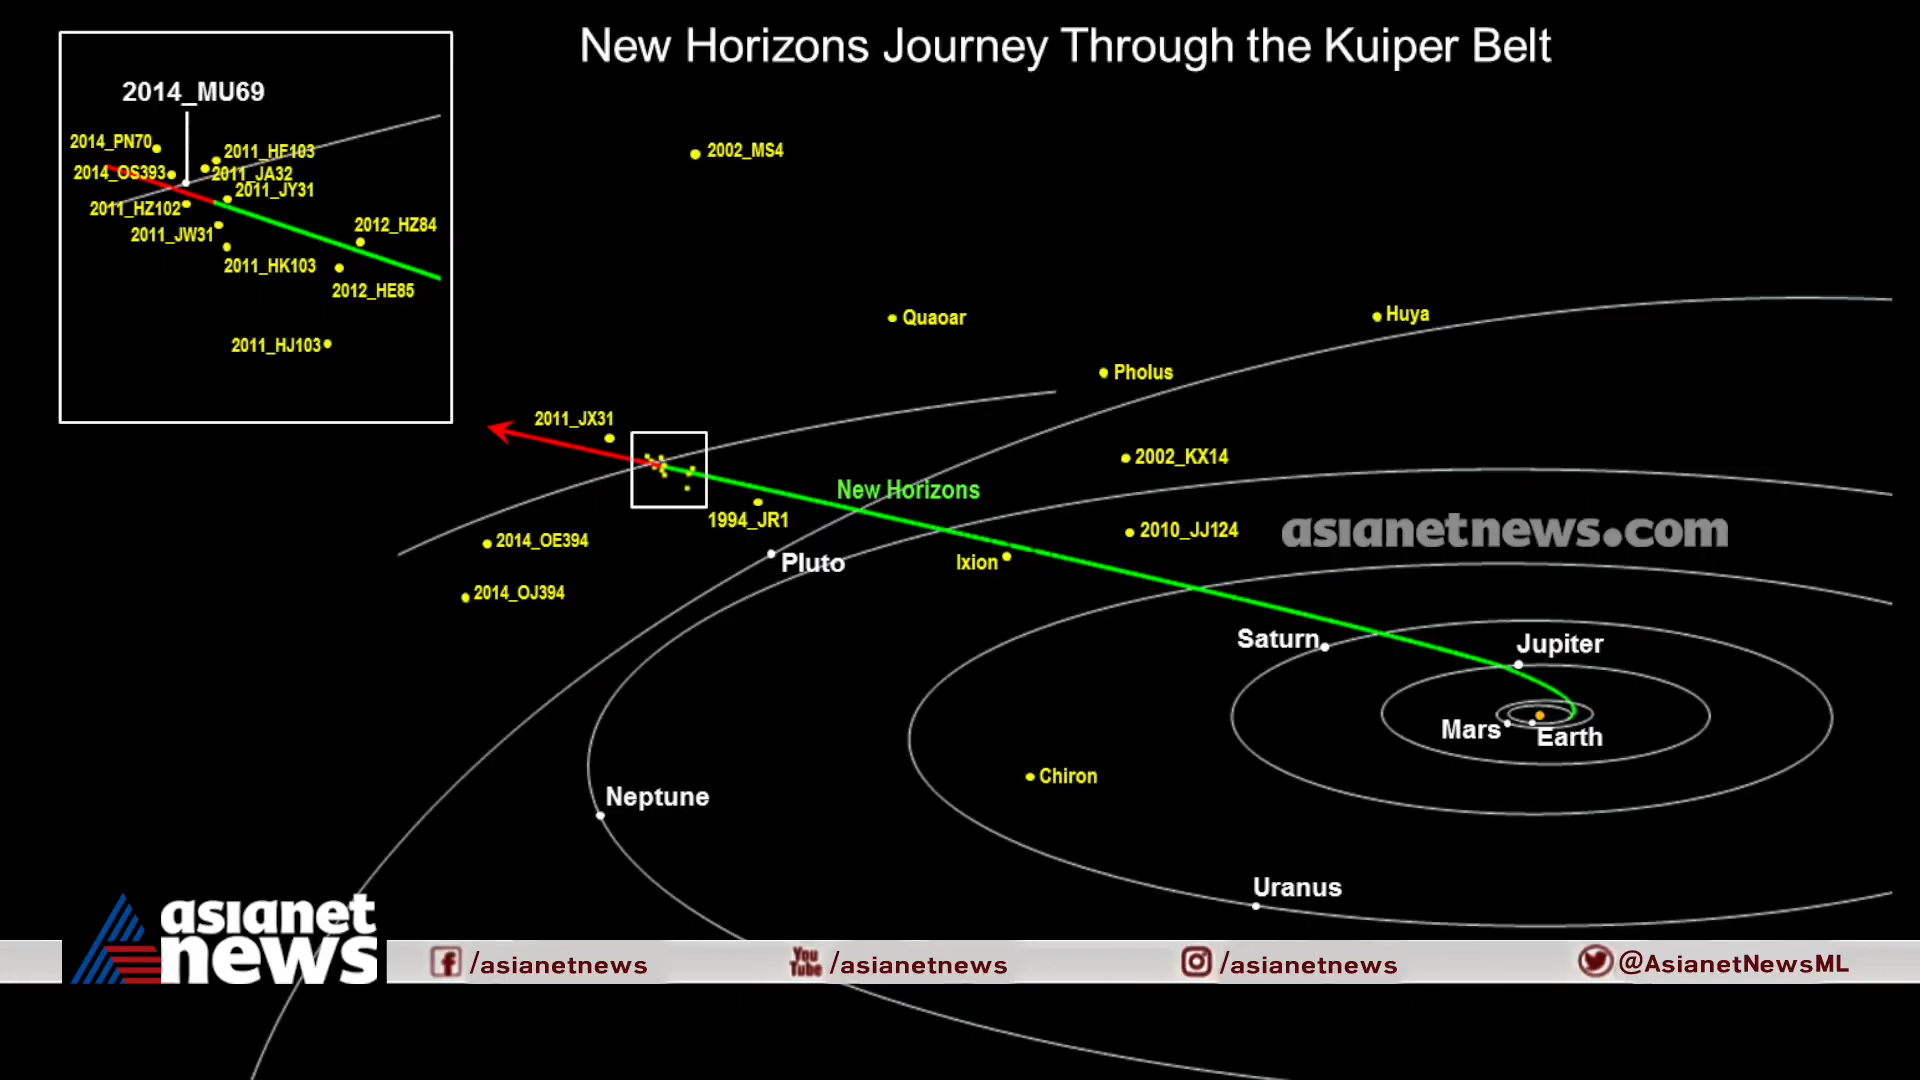 New Horizons Journey Through the Kuiper Belt
2014_MU69
2014_PN70
2011_HF103
2014_OS393
2011_JA32
2011_JY31
2011_HZ102
2011_JW31
2012_HZ84
2011_HK103
2012_HE85
2011_HJ103
2002_MS4
Quaoar
Huya
Pholus
2011_JX31
2002_KX14
New Horizons
1994_JR1
2010_JJ124
asianetnews.com
2014_OE394
Pluto
Ixion
2014_OJ394
Saturn
Jupiter
Mars
Earth
Chiron
Neptune
Uranus
asianet
news
f /asianetnews
You Tube /asianetnews
/asianetnews
@AsianetNewsML